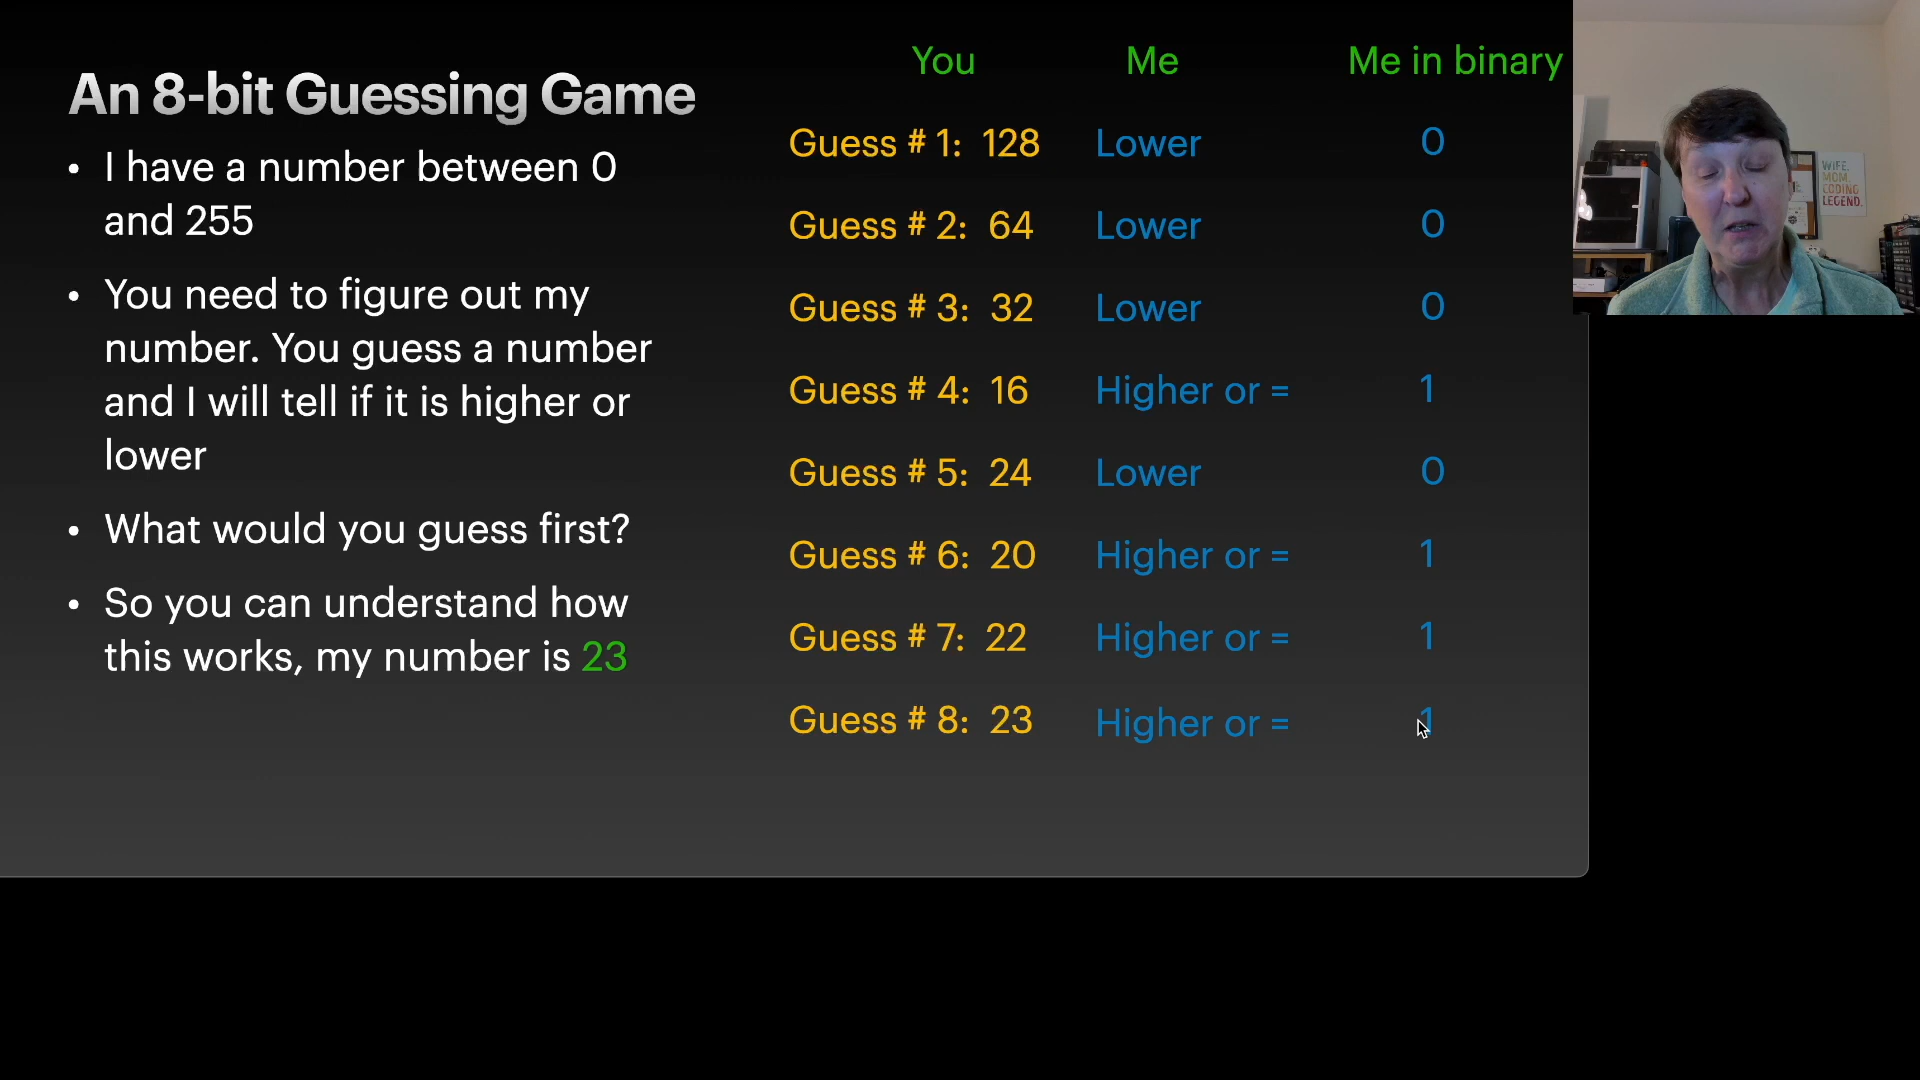 An 8-bit Guessing Game
• I have a number between 0
and 255
• You need to figure out my
number. You guess a number
and I will tell if it is higher or
lower
• What would you guess first?
• So you can understand how
this works, my number is 23
You Me Me in binary
Guess # 1: 128 Lower 0
Guess # 2: 64 Lower 0
Guess # 3: 32 Lower 0
Guess # 4: 16 Higher or = 1
Guess # 5: 24 Lower 0
Guess # 6: 20 Higher or = 1
Guess # 7: 22 Higher or = 1
Guess # 8: 23 Higher or = 1
WIFE.
MOM.
CODING
LEGEND.